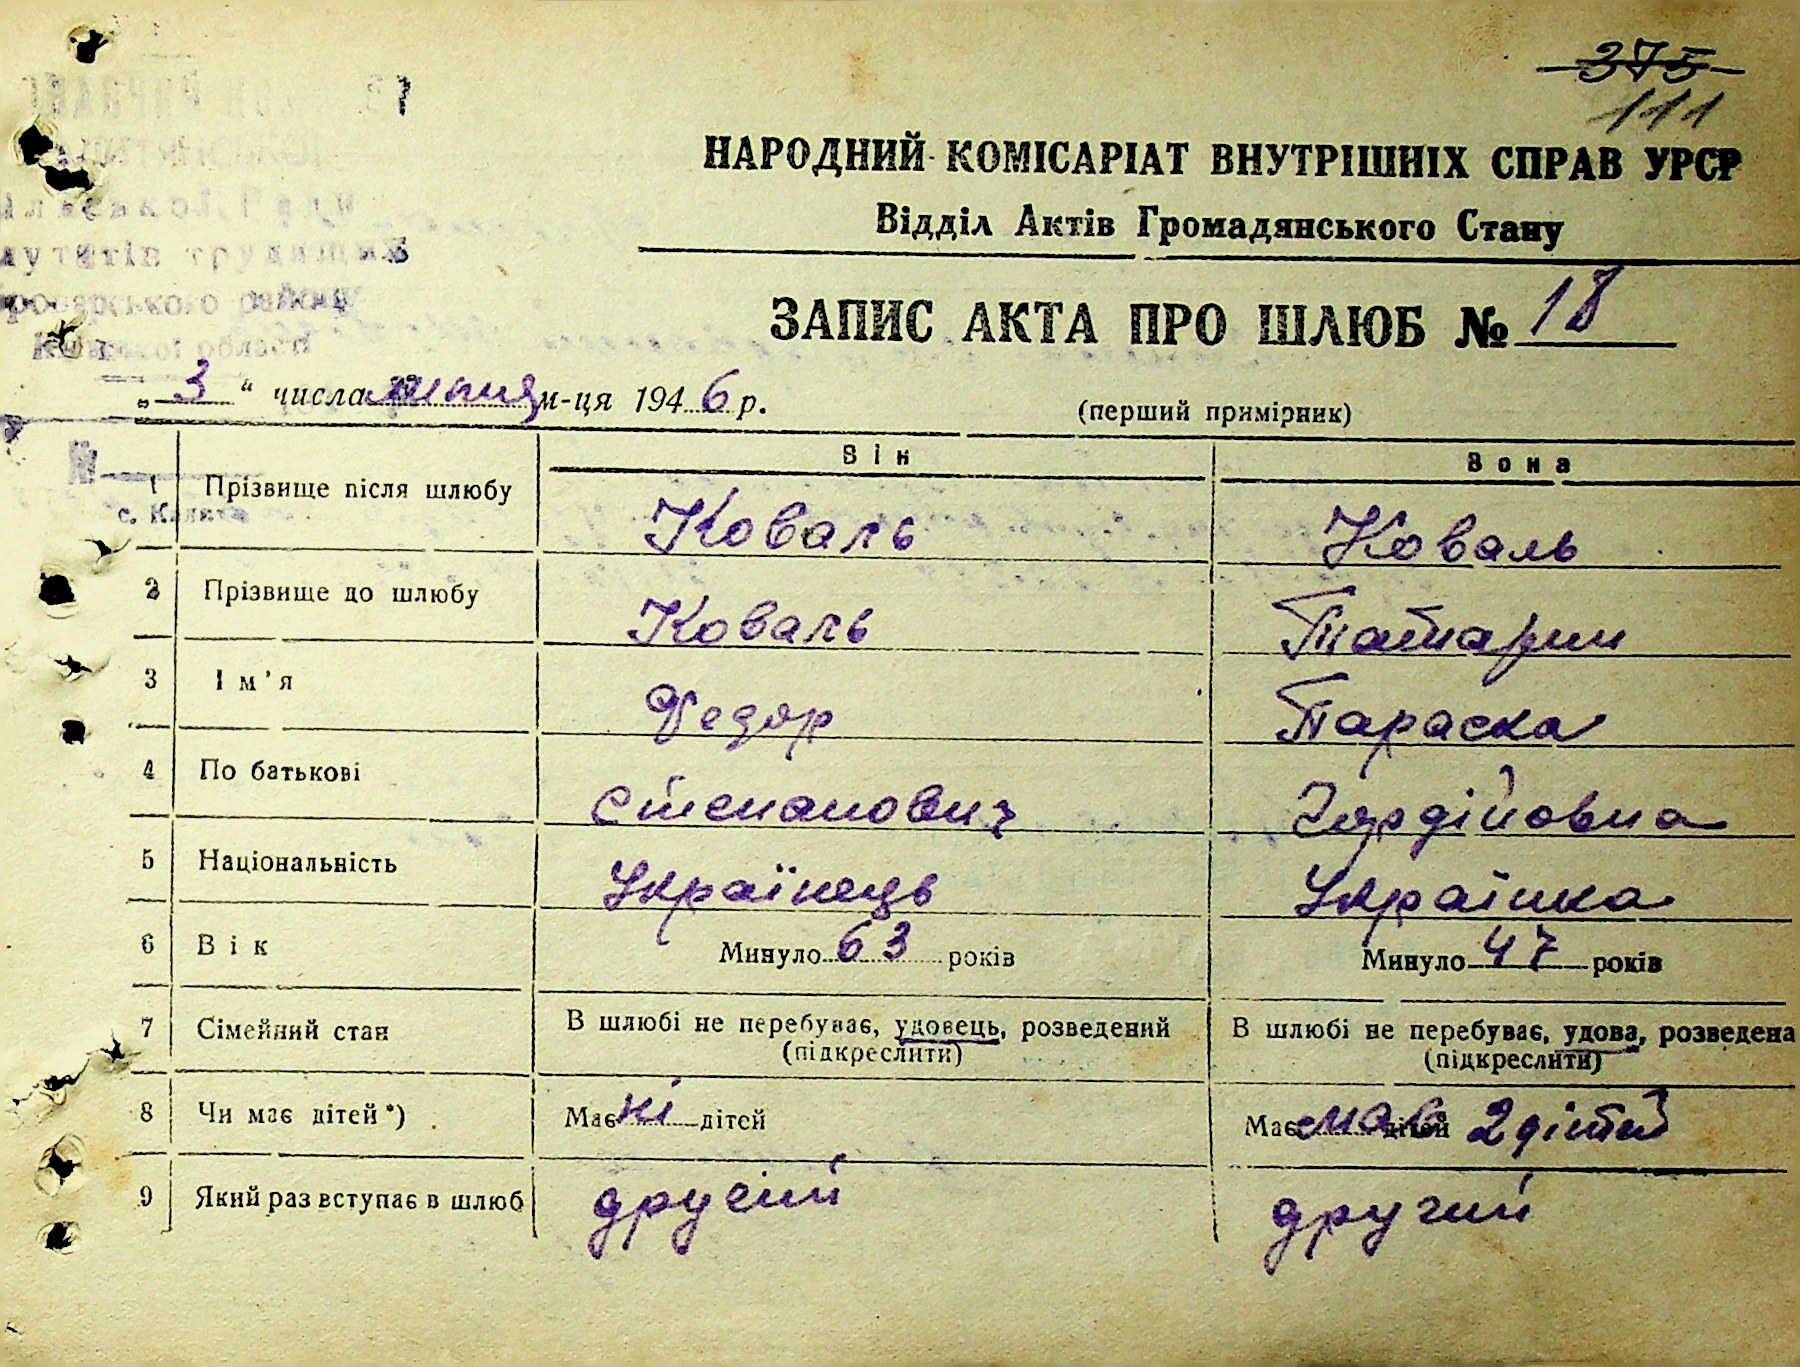 375
111
НАРОДНИЙ КОМІСАРІАТ ВНУТРІШНІХ СПРАВ УРСР
Відділ Актів Громадянського Стану
ЗАПИС АКТА ПРО ШЛЮБ № 18
„ 3 “ числа липня м-ця 1946 р.
(перший примірник)
Він Вона
1 Прізвище після шлюбу Коваль Коваль
с. Калита
2 Прізвище до шлюбу Коваль Татарин
3 Ім'я Федор Параска
4 По батькові Степанович Гордійовна
5 Національність Українець Українка
6 Вік Минуло 63 років Минуло 47 років
7 Сімейний стан В шлюбі не перебуває, удовець, розведений В шлюбі не перебуває, удова, розведена
(підкреслити) (підкреслити)
8 Чи має дітей*) Має ні дітей Має має дітей 2 дітей
9 Який раз вступає в шлюб другий другий